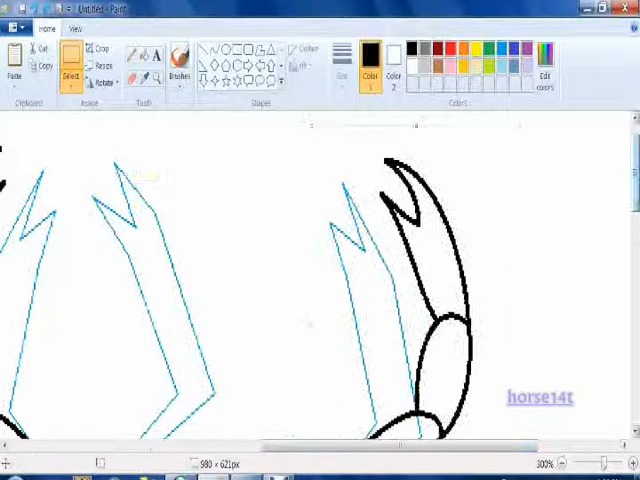 Untitled - Paint
Home View
Paste Cut Copy Select Crop Resize Rotate Brushes Size Outline Fill Color 1 Color 2 Edit colors
Clipboard Image Tools Shapes Colors
horse14t
980 × 621px 300%